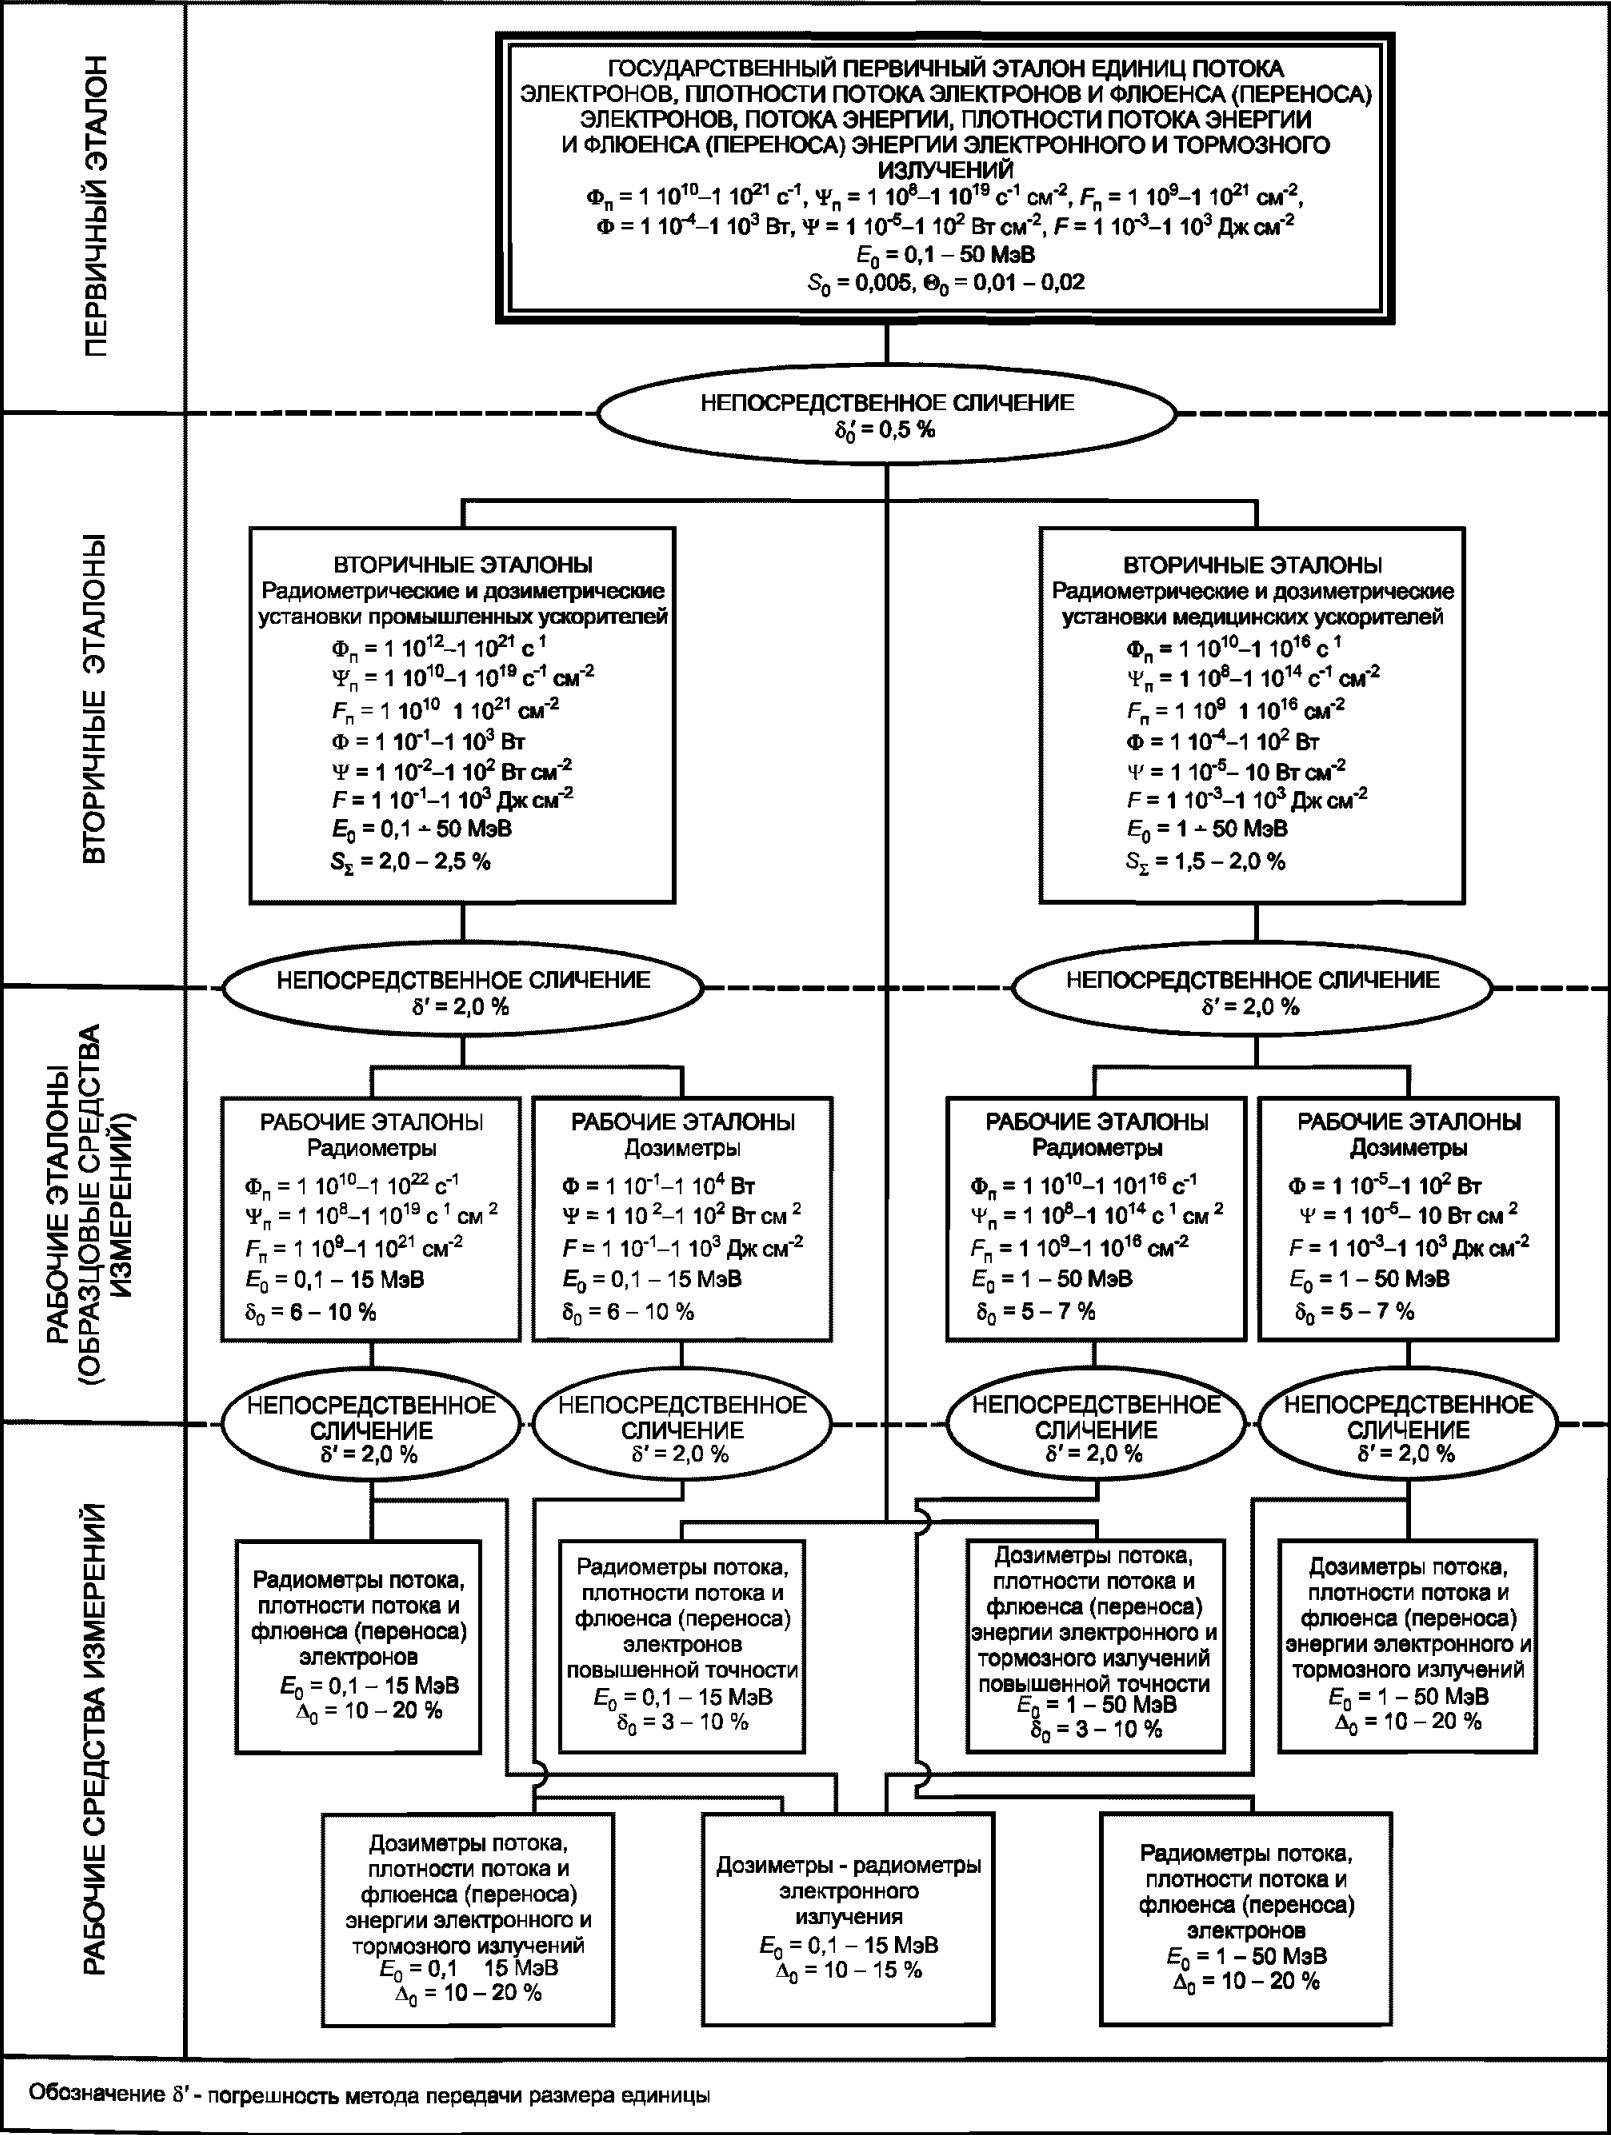 ПЕРВИЧНЫЙ ЭТАЛОН
ГОСУДАРСТВЕННЫЙ ПЕРВИЧНЫЙ ЭТАЛОН ЕДИНИЦ ПОТОКА
ЭЛЕКТРОНОВ, ПЛОТНОСТИ ПОТОКА ЭЛЕКТРОНОВ И ФЛЮЕНСА (ПЕРЕНОСА)
ЭЛЕКТРОНОВ, ПОТОКА ЭНЕРГИИ, ПЛОТНОСТИ ПОТОКА ЭНЕРГИИ
И ФЛЮЕНСА (ПЕРЕНОСА) ЭНЕРГИИ ЭЛЕКТРОННОГО И ТОРМОЗНОГО
ИЗЛУЧЕНИЙ
Φп = 1 10¹⁰–1 10²¹ с⁻¹, Ψп = 1 10⁸–1 10¹⁹ с⁻¹ см⁻², Fп = 1 10⁹–1 10²¹ см⁻²,
Φ = 1 10⁻⁴–1 10³ Вт, Ψ = 1 10⁻⁵–1 10² Вт см⁻², F = 1 10⁻³–1 10³ Дж см⁻²
E₀ = 0,1 – 50 МэВ
S₀ = 0,005, Θ₀ = 0,01 – 0,02
НЕПОСРЕДСТВЕННОЕ СЛИЧЕНИЕ
δ₀′ = 0,5 %
ВТОРИЧНЫЕ ЭТАЛОНЫ
ВТОРИЧНЫЕ ЭТАЛОНЫ
Радиометрические и дозиметрические
установки промышленных ускорителей
Φп = 1 10¹²–1 10²¹ с ¹
Ψп = 1 10¹⁰–1 10¹⁹ с⁻¹ см⁻²
Fп = 1 10¹⁰ 1 10²¹ см⁻²
Φ = 1 10⁻¹–1 10³ Вт
Ψ = 1 10⁻²–1 10² Вт см⁻²
F = 1 10⁻¹–1 10³ Дж см⁻²
E₀ = 0,1 ∸ 50 МэВ
S_Σ = 2,0 – 2,5 %
ВТОРИЧНЫЕ ЭТАЛОНЫ
Радиометрические и дозиметрические
установки медицинских ускорителей
Φп = 1 10¹⁰–1 10¹⁶ с ¹
Ψп = 1 10⁸–1 10¹⁴ с⁻¹ см⁻²
Fп = 1 10⁹ 1 10¹⁶ см⁻²
Φ = 1 10⁻⁴–1 10² Вт
Ψ = 1 10⁻⁵– 10 Вт см⁻²
F = 1 10⁻³–1 10³ Дж см⁻²
E₀ = 1 ∸ 50 МэВ
S_Σ = 1,5 – 2,0 %
НЕПОСРЕДСТВЕННОЕ СЛИЧЕНИЕ
δ′ = 2,0 %
НЕПОСРЕДСТВЕННОЕ СЛИЧЕНИЕ
δ′ = 2,0 %
РАБОЧИЕ ЭТАЛОНЫ
(ОБРАЗЦОВЫЕ СРЕДСТВА
ИЗМЕРЕНИЙ)
РАБОЧИЕ ЭТАЛОНЫ
Радиометры
Φп = 1 10¹⁰–1 10²² с⁻¹
Ψп = 1 10⁸–1 10¹⁹ с ¹ см ²
Fп = 1 10⁹–1 10²¹ см⁻²
E₀ = 0,1 – 15 МэВ
δ₀ = 6 – 10 %
РАБОЧИЕ ЭТАЛОНЫ
Дозиметры
Φ = 1 10⁻¹–1 10⁴ Вт
Ψ = 1 10 ²–1 10² Вт см ²
F = 1 10⁻¹–1 10³ Дж см⁻²
E₀ = 0,1 – 15 МэВ
δ₀ = 6 – 10 %
РАБОЧИЕ ЭТАЛОНЫ
Радиометры
Φп = 1 10¹⁰–1 101¹⁶ с⁻¹
Ψп = 1 10⁸–1 10¹⁴ с ¹ см ²
Fп = 1 10⁹–1 10¹⁶ см⁻²
E₀ = 1 – 50 МэВ
δ₀ = 5 – 7 %
РАБОЧИЕ ЭТАЛОНЫ
Дозиметры
Φ = 1 10⁻⁵–1 10² Вт
Ψ = 1 10⁻⁵– 10 Вт см ²
F = 1 10⁻³–1 10³ Дж см⁻²
E₀ = 1 – 50 МэВ
δ₀ = 5 – 7 %
НЕПОСРЕДСТВЕННОЕ
СЛИЧЕНИЕ
δ′ = 2,0 %
НЕПОСРЕДСТВЕННОЕ
СЛИЧЕНИЕ
δ′ = 2,0 %
НЕПОСРЕДСТВЕННОЕ
СЛИЧЕНИЕ
δ′ = 2,0 %
НЕПОСРЕДСТВЕННОЕ
СЛИЧЕНИЕ
δ′ = 2,0 %
РАБОЧИЕ СРЕДСТВА ИЗМЕРЕНИЙ
Радиометры потока,
плотности потока и
флюенса (переноса)
электронов
E₀ = 0,1 – 15 МэВ
Δ₀ = 10 – 20 %
Радиометры потока,
плотности потока и
флюенса (переноса)
электронов
повышенной точности
E₀ = 0,1 – 15 МэВ
δ₀ = 3 – 10 %
Дозиметры потока,
плотности потока и
флюенса (переноса)
энергии электронного и
тормозного излучений
повышенной точности
E₀ = 1 – 50 МэВ
δ₀ = 3 – 10 %
Дозиметры потока,
плотности потока и
флюенса (переноса)
энергии электронного и
тормозного излучений
E₀ = 1 – 50 МэВ
Δ₀ = 10 – 20 %
Дозиметры потока,
плотности потока и
флюенса (переноса)
энергии электронного и
тормозного излучений
E₀ = 0,1 15 МэВ
Δ₀ = 10 – 20 %
Дозиметры - радиометры
электронного
излучения
E₀ = 0,1 – 15 МэВ
Δ₀ = 10 – 15 %
Радиометры потока,
плотности потока и
флюенса (переноса)
электронов
E₀ = 1 – 50 МэВ
Δ₀ = 10 – 20 %
Обозначение δ′ - погрешность метода передачи размера единицы